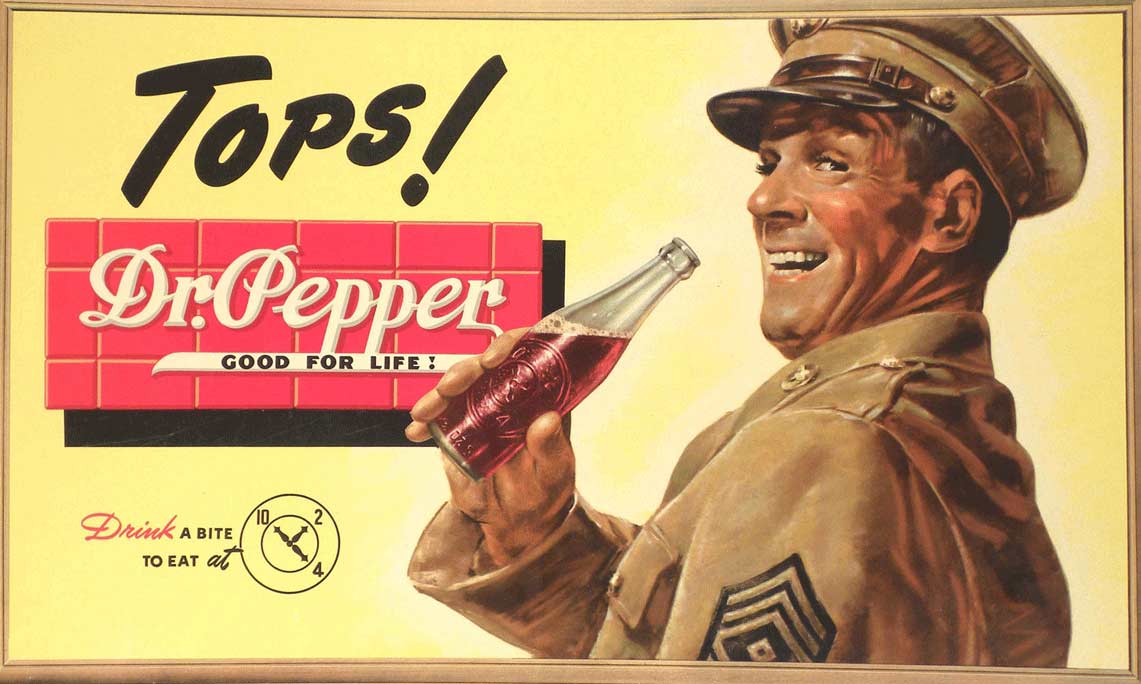 TOPS!
Dr. Pepper
GOOD FOR LIFE!
Drink A BITE
TO EAT at
10 2
4